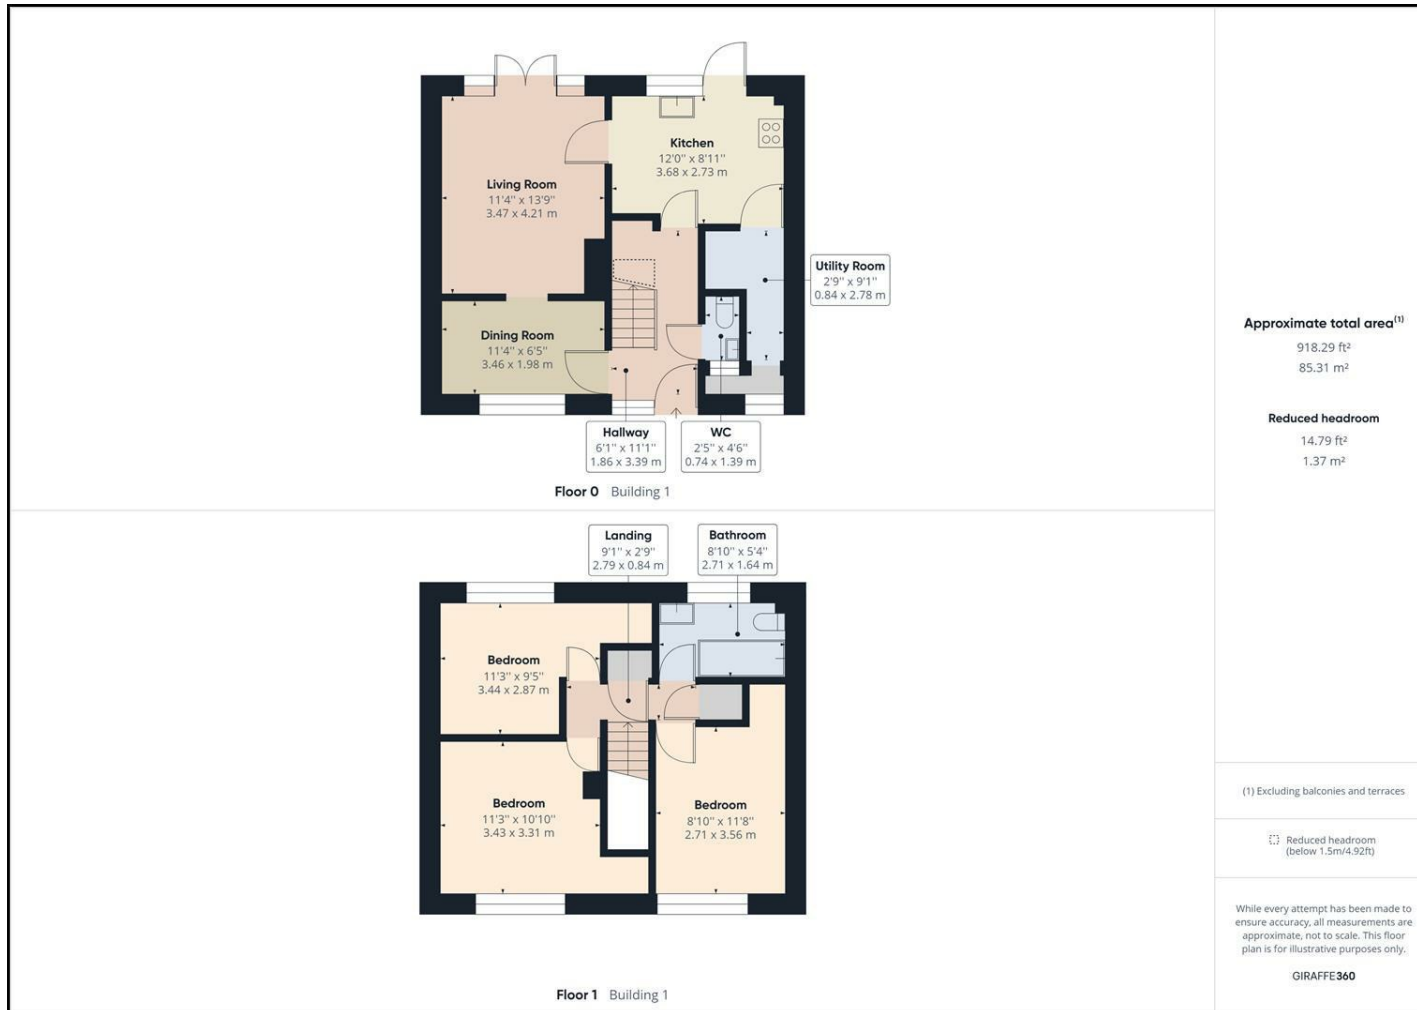 Living Room
11'4'' x 13'9''
3.47 x 4.21 m
Kitchen
12'0'' x 8'11''
3.68 x 2.73 m
Utility Room
2'9'' x 9'1''
0.84 x 2.78 m
Dining Room
11'4'' x 6'5''
3.46 x 1.98 m
Hallway
6'1'' x 11'1''
1.86 x 3.39 m
WC
2'5'' x 4'6''
0.74 x 1.39 m
Floor 0 Building 1
Landing
9'1'' x 2'9''
2.79 x 0.84 m
Bathroom
8'10'' x 5'4''
2.71 x 1.64 m
Bedroom
11'3'' x 9'5''
3.44 x 2.87 m
Bedroom
11'3'' x 10'10''
3.43 x 3.31 m
Bedroom
8'10'' x 11'8''
2.71 x 3.56 m
Floor 1 Building 1
Approximate total area(1)
918.29 ft²
85.31 m²
Reduced headroom
14.79 ft²
1.37 m²
(1) Excluding balconies and terraces
Reduced headroom
(below 1.5m/4.92ft)
While every attempt has been made to
ensure accuracy, all measurements are
approximate, not to scale. This floor
plan is for illustrative purposes only.
GIRAFFE360